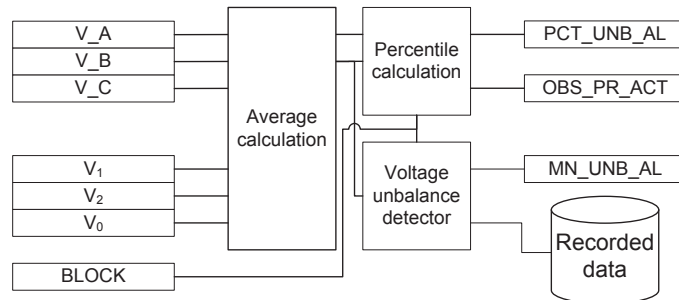 V_A
V_B
V_C
V₁
V₂
V₀
BLOCK
Average
calculation
Percentile
calculation
Voltage
unbalance
detector
PCT_UNB_AL
OBS_PR_ACT
MN_UNB_AL
Recorded
data